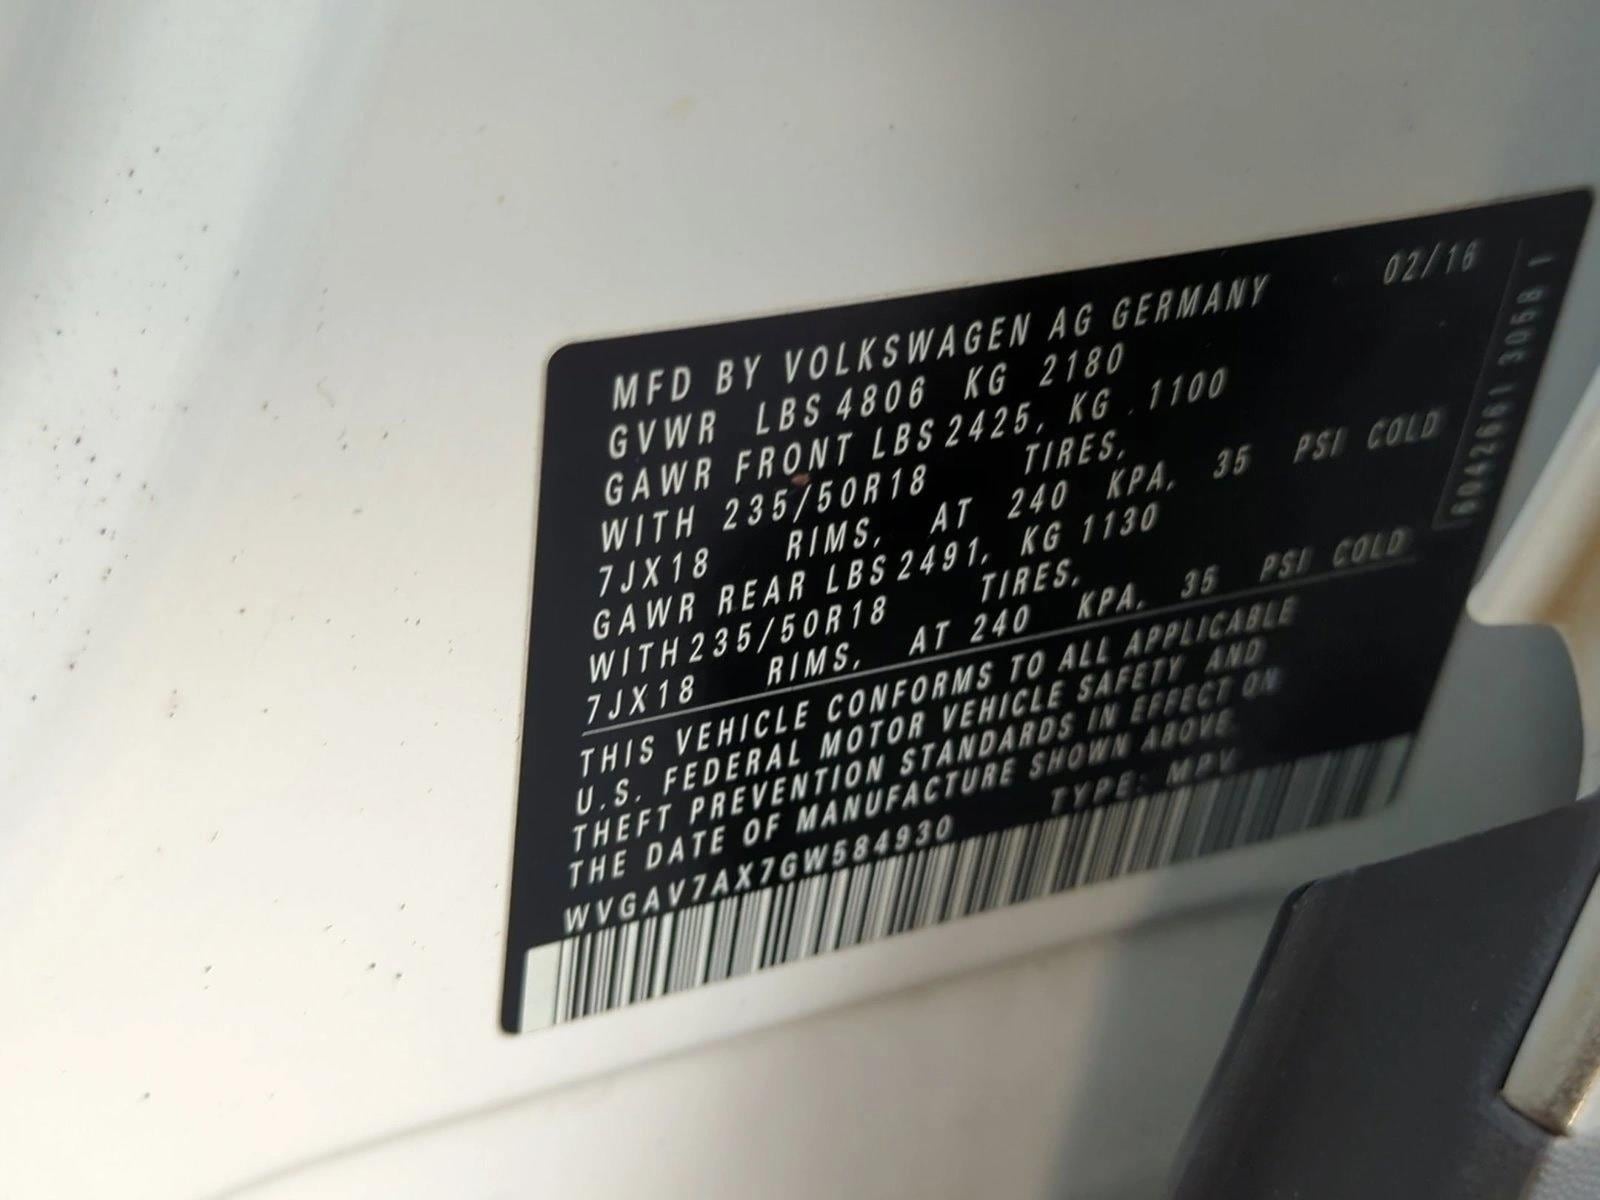 02/16
MFD BY VOLKSWAGEN AG GERMANY
GVWR LBS 4806 KG 2180
GAWR FRONT LBS 2425, KG 1100
WITH 235/50R18 TIRES,
7JX18 RIMS, AT 240 KPA, 35 PSI COLD
GAWR REAR LBS 2491, KG 1130
WITH 235/50R18 TIRES,
7JX18 RIMS, AT 240 KPA, 35 PSI COLD
THIS VEHICLE CONFORMS TO ALL APPLICABLE
U.S. FEDERAL MOTOR VEHICLE SAFETY AND
THEFT PREVENTION STANDARDS IN EFFECT ON
THE DATE OF MANUFACTURE SHOWN ABOVE.
WVGAV7AX7GW584930 TYPE: MPV